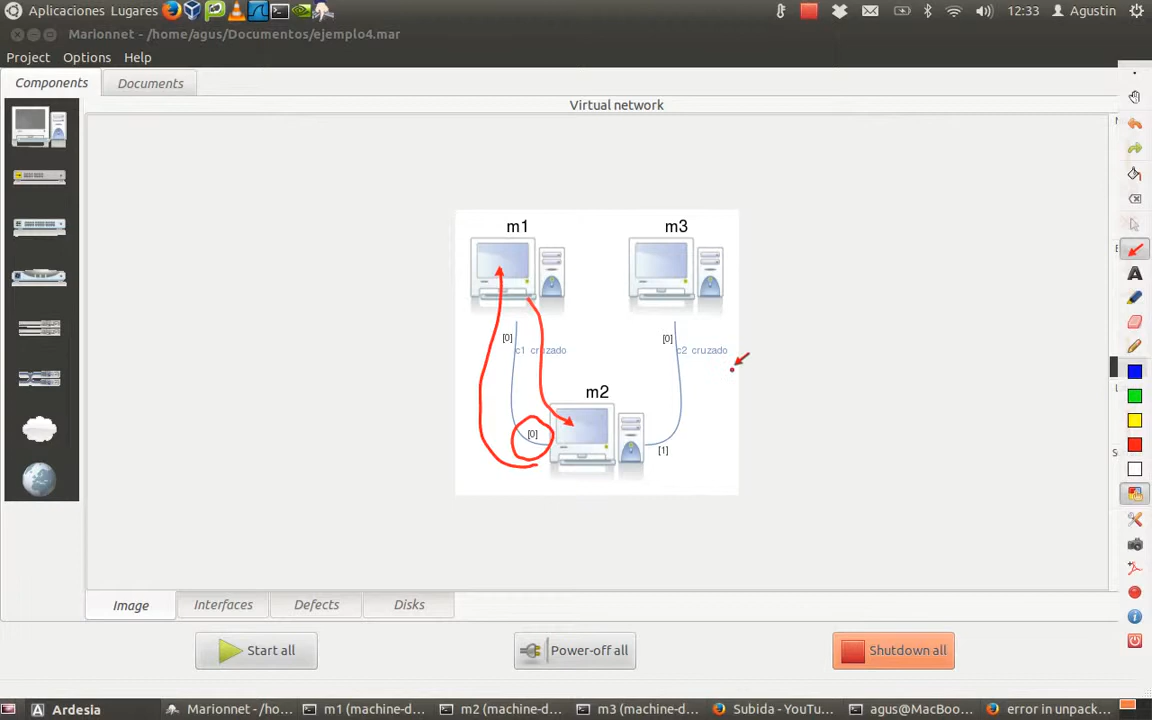 Aplicaciones Lugares
12:33
Agustin
Marionnet - /home/agus/Documentos/ejemplo4.mar
Project Options Help
Components Documents
Virtual network
m1 m3
[0] [0]
c1 cruzado c2 cruzado
m2
[0]
[1]
Image Interfaces Defects Disks
Start all Power-off all Shutdown all
Ardesia Marionnet - /ho... m1 (machine-d... m2 (machine-d... m3 (machine-d... Subida - YouTu... agus@MacBoo... error in unpack...